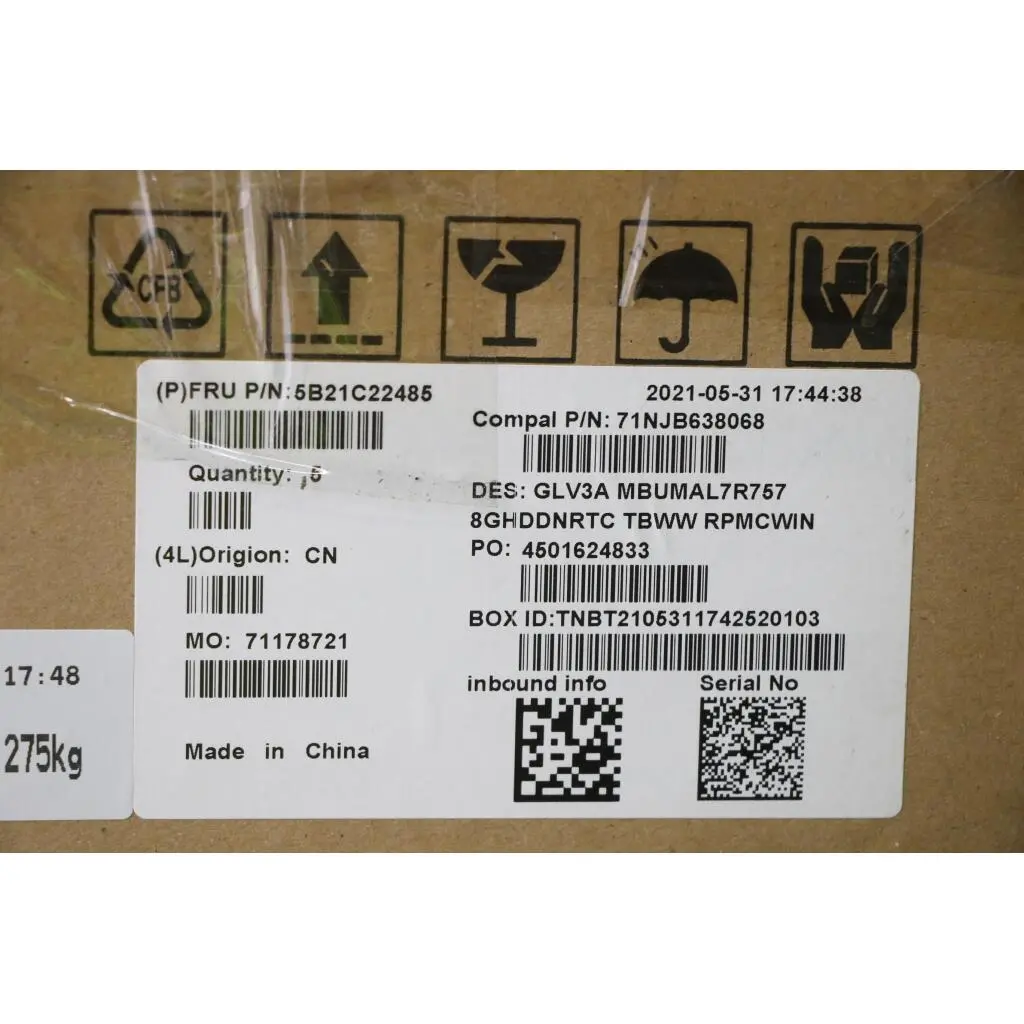 CFB
(P)FRU P/N:5B21C22485
2021-05-31 17:44:38
Compal P/N: 71NJB638068
Quantity:
DES: GLV3A MBUMAL7R757
8GHDDNRTC TBWW RPMCWIN
(4L)Origion: CN
PO: 4501624833
MO: 71178721
BOX ID:TNBT2105311742520103
inbound info
Serial No
Made in China
17:48
275kg